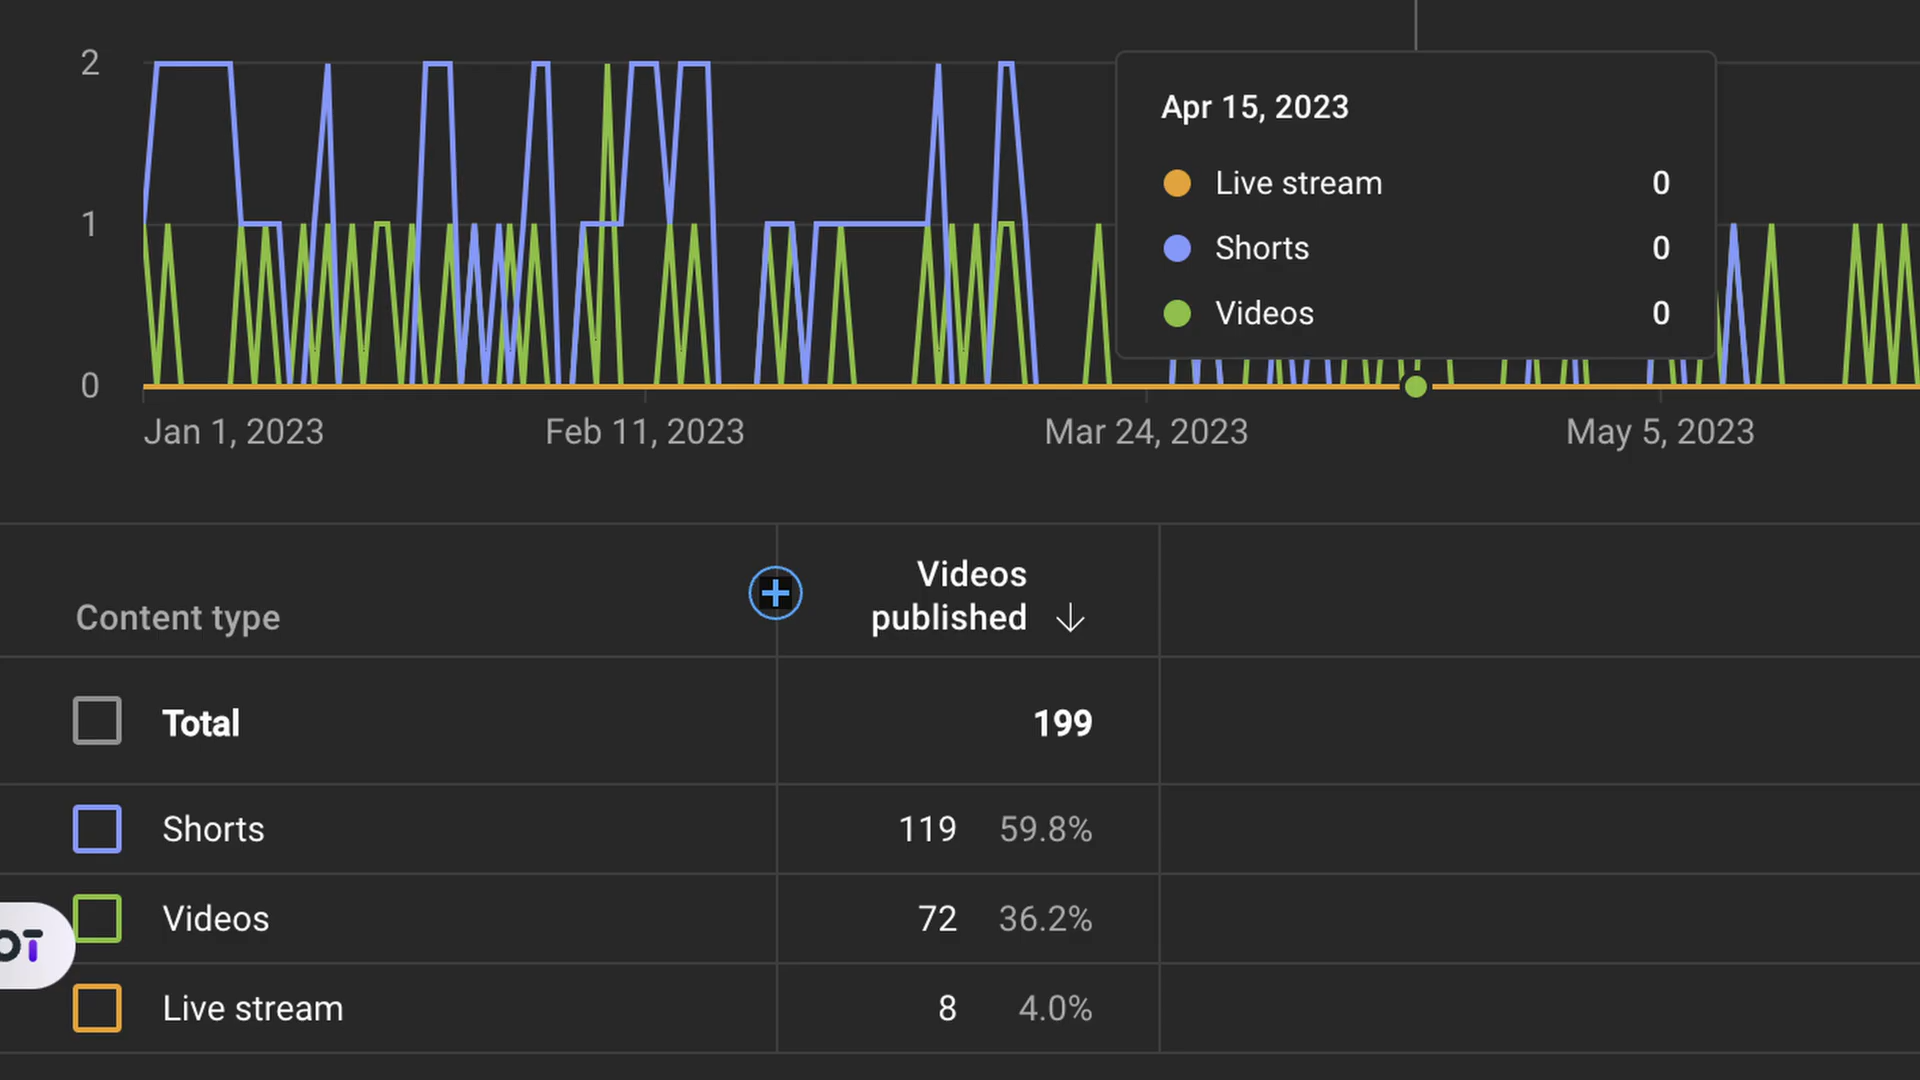 2
1
0
Apr 15, 2023
Live stream 0
Shorts 0
Videos 0
Jan 1, 2023 Feb 11, 2023 Mar 24, 2023 May 5, 2023
Content type
Videos
published
Total 199
Shorts 119 59.8%
Videos 72 36.2%
Live stream 8 4.0%